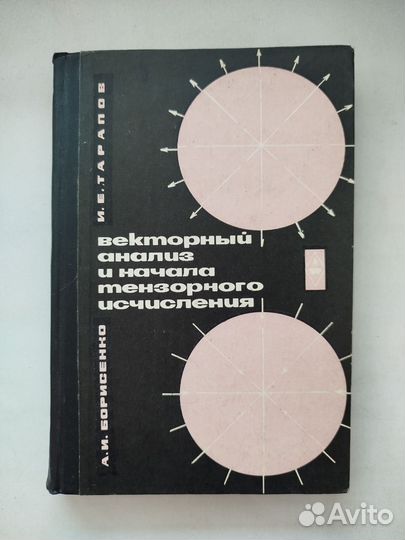 А.И. БОРИСЕНКО
И.Е. ТАРАПОВ
векторный
анализ
и начала
тензорного
исчисления
Avito